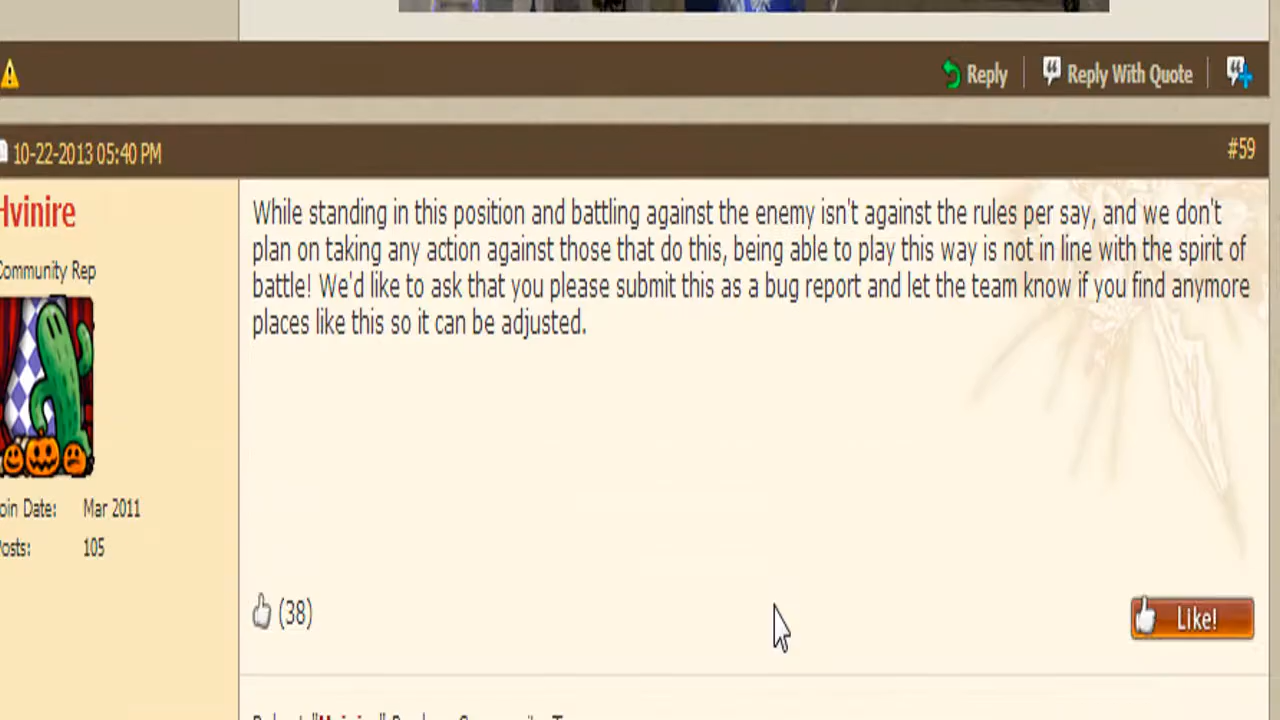 Reply
Reply With Quote
10-22-2013 05:40 PM
#59
Hvinire
Community Rep
While standing in this position and battling against the enemy isn't against the rules per say, and we don't
plan on taking any action against those that do this, being able to play this way is not in line with the spirit of
battle! We'd like to ask that you please submit this as a bug report and let the team know if you find anymore
places like this so it can be adjusted.
Join Date: Mar 2011
Posts: 105
(38)
Like!